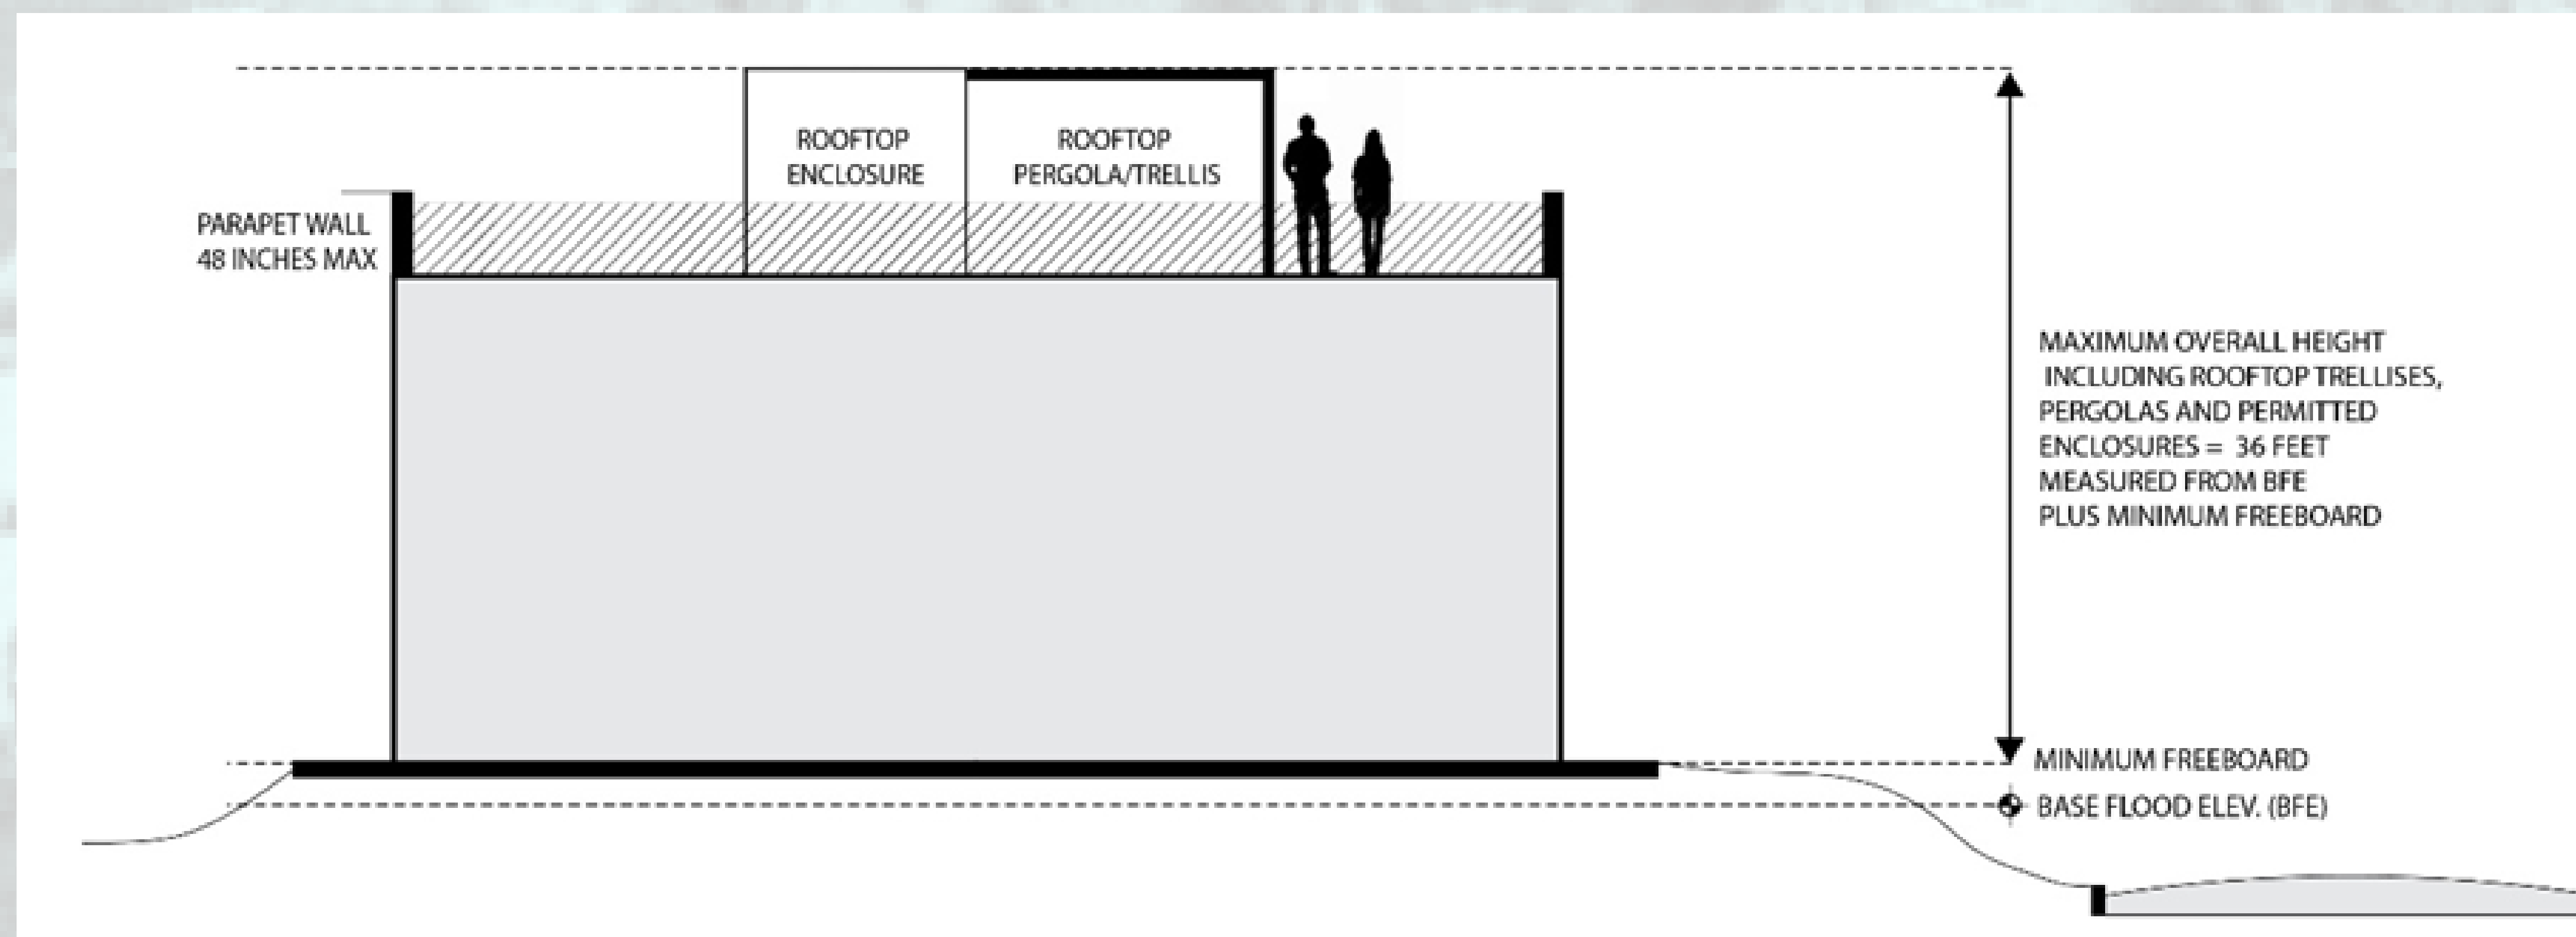 ROOFTOP
ENCLOSURE
ROOFTOP
PERGOLA/TRELLIS
PARAPET WALL
48 INCHES MAX
MAXIMUM OVERALL HEIGHT
INCLUDING ROOFTOP TRELLISES,
PERGOLAS AND PERMITTED
ENCLOSURES = 36 FEET
MEASURED FROM BFE
PLUS MINIMUM FREEBOARD
MINIMUM FREEBOARD
BASE FLOOD ELEV. (BFE)